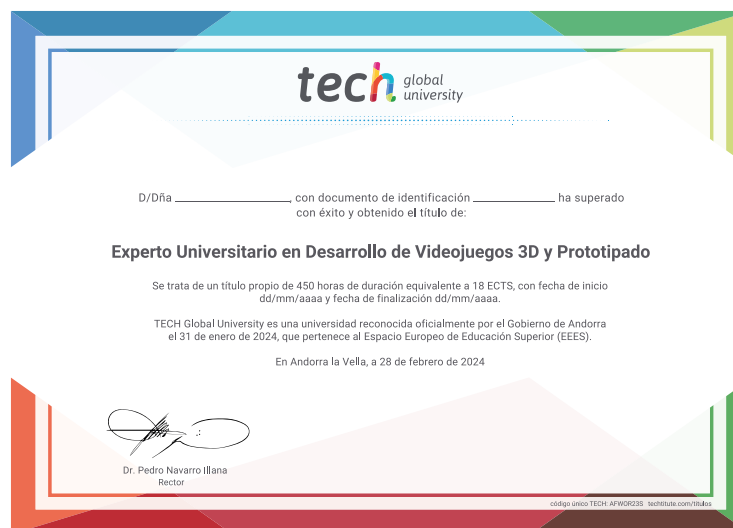 tech global university
D/Dña ______________, con documento de identificación __________ ha superado
con éxito y obtenido el título de:
Experto Universitario en Desarrollo de Videojuegos 3D y Prototipado
Se trata de un título propio de 450 horas de duración equivalente a 18 ECTS, con fecha de inicio
dd/mm/aaaa y fecha de finalización dd/mm/aaaa.
TECH Global University es una universidad reconocida oficialmente por el Gobierno de Andorra
el 31 de enero de 2024, que pertenece al Espacio Europeo de Educación Superior (EEES).
En Andorra la Vella, a 28 de febrero de 2024
Dr. Pedro Navarro Illana
Rector
código único TECH: AFWOR23S techtitute.com/titulos